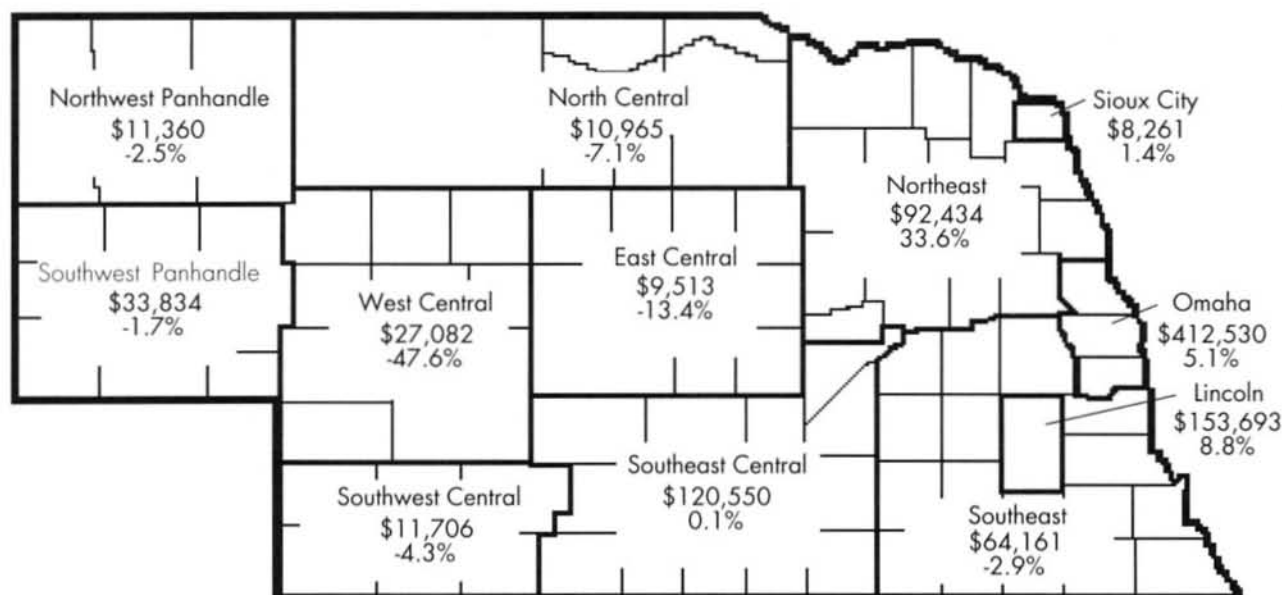 Northwest Panhandle
$11,360
-2.5%
North Central
$10,965
-7.1%
Sioux City
$8,261
1.4%
Northeast
$92,434
33.6%
Southwest Panhandle
$33,834
-1.7%
West Central
$27,082
-47.6%
East Central
$9,513
-13.4%
Omaha
$412,530
5.1%
Lincoln
$153,693
8.8%
Southwest Central
$11,706
-4.3%
Southeast Central
$120,550
0.1%
Southeast
$64,161
-2.9%